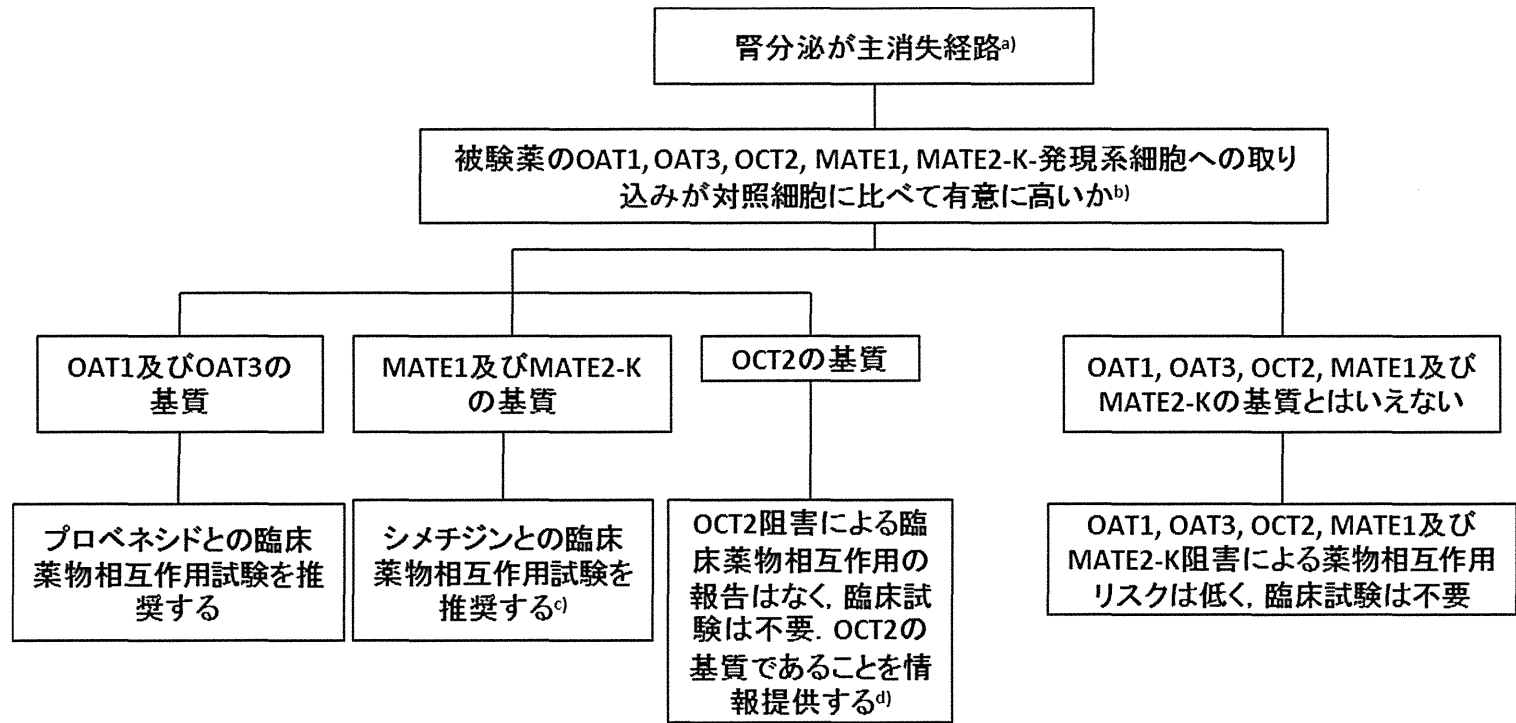 腎分泌が主消失経路a)
被験薬のOAT1, OAT3, OCT2, MATE1, MATE2-K-発現系細胞への取り
込みが対照細胞に比べて有意に高いかb)
OAT1及びOAT3の
基質
MATE1及びMATE2-K
の基質
OCT2の基質
OAT1, OAT3, OCT2, MATE1及び
MATE2-Kの基質とはいえない
プロベネシドとの臨床
薬物相互作用試験を推
奨する
シメチジンとの臨床
薬物相互作用試験を
推奨するc)
OCT2阻害による臨
床薬物相互作用の
報告はなく, 臨床試
験は不要. OCT2の
基質であることを情
報提供するd)
OAT1, OAT3, OCT2, MATE1及び
MATE2-K阻害による薬物相互作用
リスクは低く, 臨床試験は不要